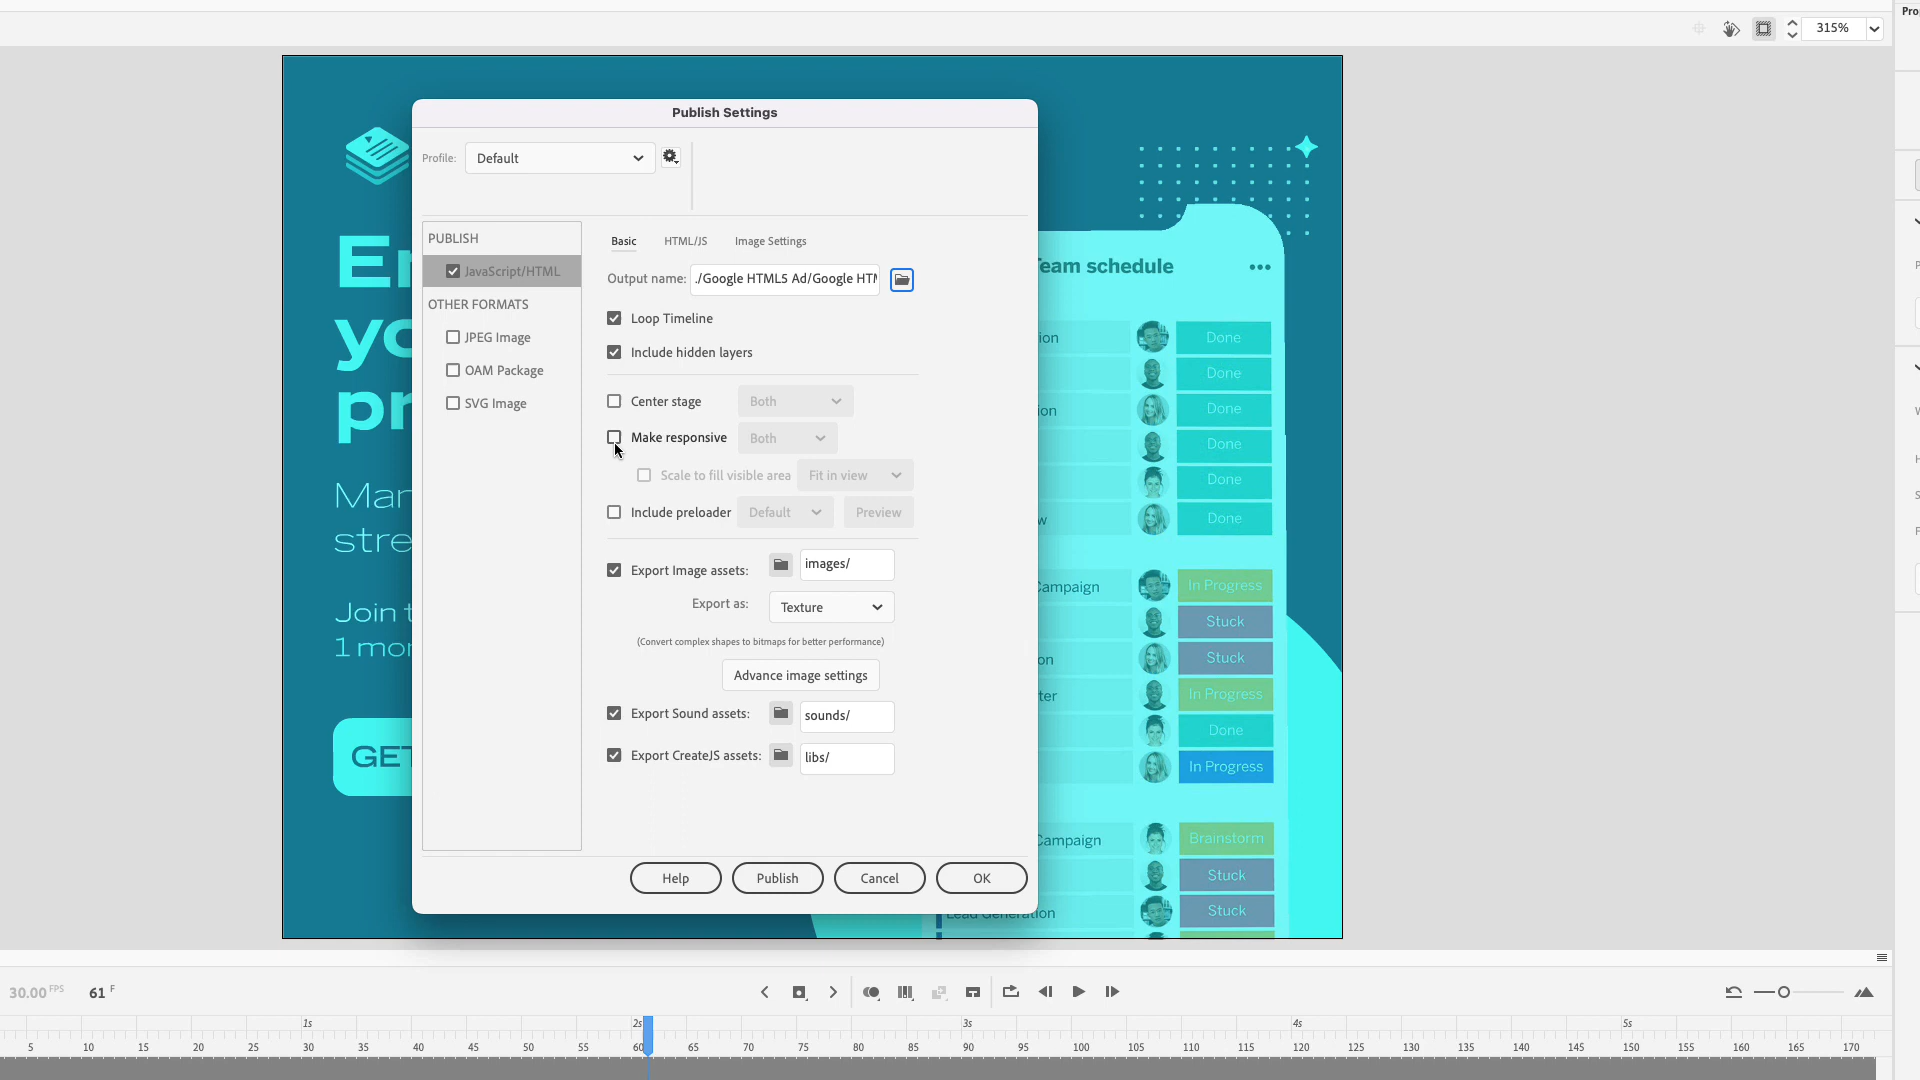 Pro
315%
Publish Settings
Profile:
Default
PUBLISH
JavaScript/HTML
OTHER FORMATS
JPEG Image
OAM Package
SVG Image
Basic
HTML/JS
Image Settings
Output name:
./Google HTML5 Ad/Google HTM
Loop Timeline
Include hidden layers
Center stage
Both
Make responsive
Both
Scale to fill visible area
Fit in view
Include preloader
Default
Preview
Export Image assets:
images/
Export as:
Texture
(Convert complex shapes to bitmaps for better performance)
Advance image settings
Export Sound assets:
sounds/
Export CreateJS assets:
libs/
Help
Publish
Cancel
OK
yo
pr
Mar
stre
Join t
1 mor
GET
Team schedule
ion
Done
Done
ion
Done
Done
Done
w
Done
Campaign
In Progress
Stuck
on
Stuck
ter
In Progress
Done
In Progress
Campaign
Brainstorm
Stuck
Lead Generation
Stuck
30.00 FPS
61 F
1s
2s
3s
4s
5s
5 10 15 20 25 30 35 40 45 50 55 60 65 70 75 80 85 90 95 100 105 110 115 120 125 130 135 140 145 150 155 160 165 170